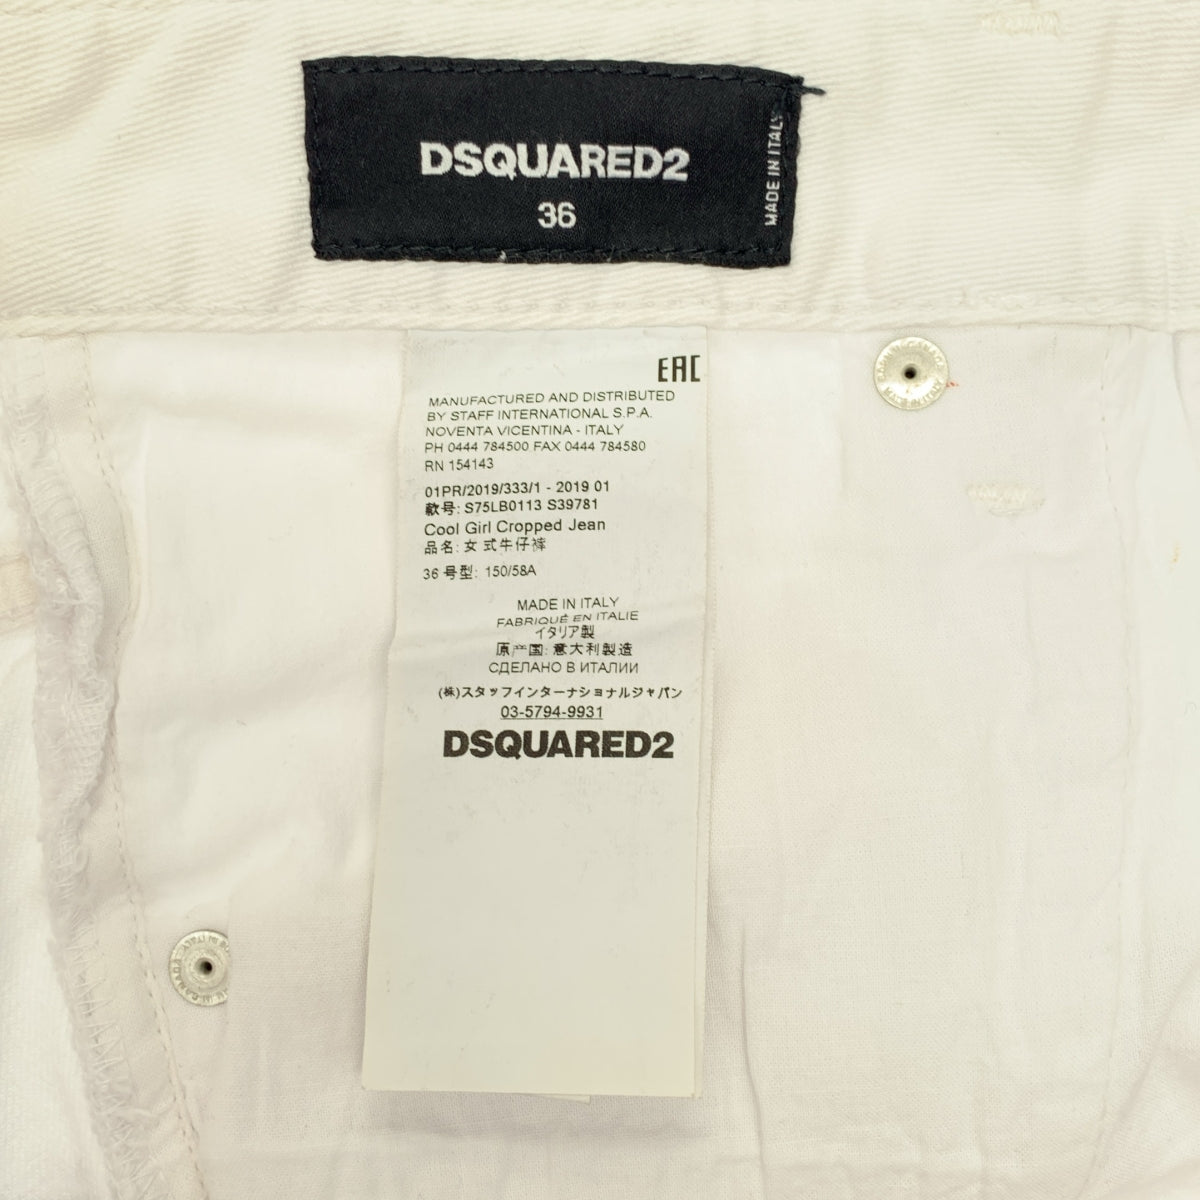 DSQUARED2
36
MADE IN ITALY
EAC
MANUFACTURED AND DISTRIBUTED
BY STAFF INTERNATIONAL S.P.A.
NOVENTA VICENTINA - ITALY
PH 0444 784500 FAX 0444 784580
RN 154143
01PR/2019/333/1 - 2019 01
款号: S75LB0113 S39781
Cool Girl Cropped Jean
品名: 女式牛仔裤
36 号型: 150/58A
MADE IN ITALY
FABRIQUÉ EN ITALIE
イタリア製
原产国: 意大利製造
СДЕЛАНО В ИТАЛИИ
(株)スタッフインターナショナルジャパン
03-5794-9931
DSQUARED2